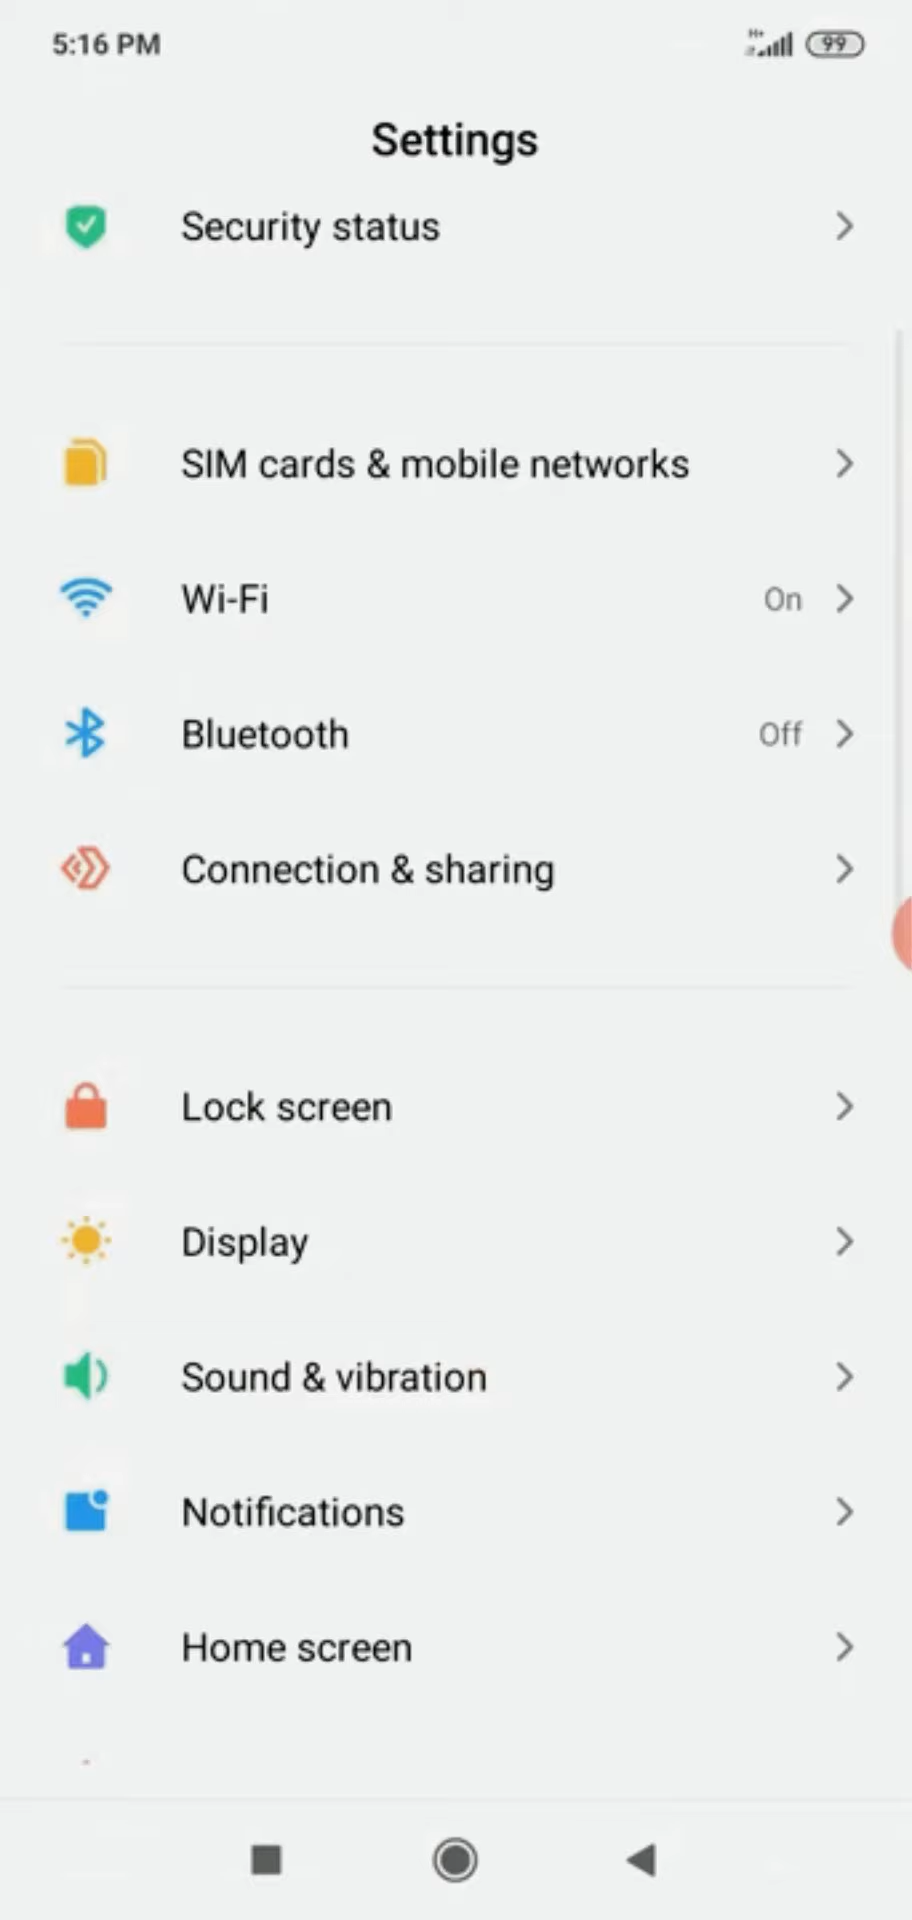 5:16 PM
H+
99
Settings
Security status
SIM cards & mobile networks
Wi-Fi
On
Bluetooth
Off
Connection & sharing
Lock screen
Display
Sound & vibration
Notifications
Home screen